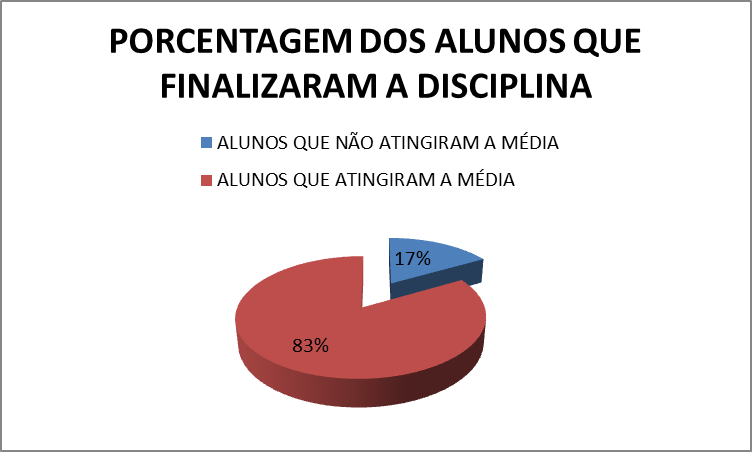 PORCENTAGEM DOS ALUNOS QUE
FINALIZARAM A DISCIPLINA
ALUNOS QUE NÃO ATINGIRAM A MÉDIA
ALUNOS QUE ATINGIRAM A MÉDIA
17%
83%